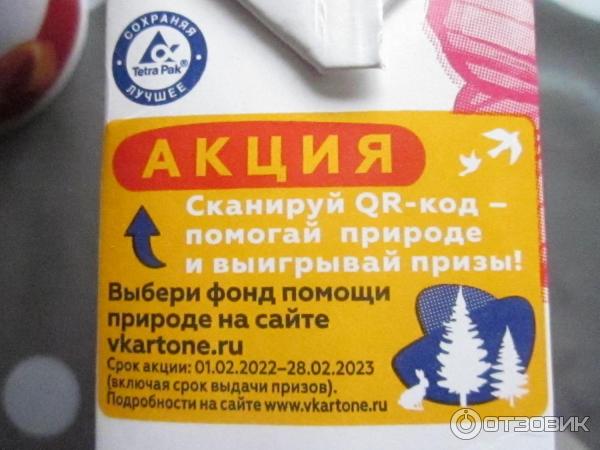 СОХРАНЯЯ
Tetra Pak®
ЛУЧШЕЕ
АКЦИЯ
Сканируй QR-код –
помогай природе
и выигрывай призы!
Выбери фонд помощи
природе на сайте
vkartone.ru
Срок акции: 01.02.2022–28.02.2023
(включая срок выдачи призов).
Подробности на сайте www.vkartone.ru
ОТЗОВИК